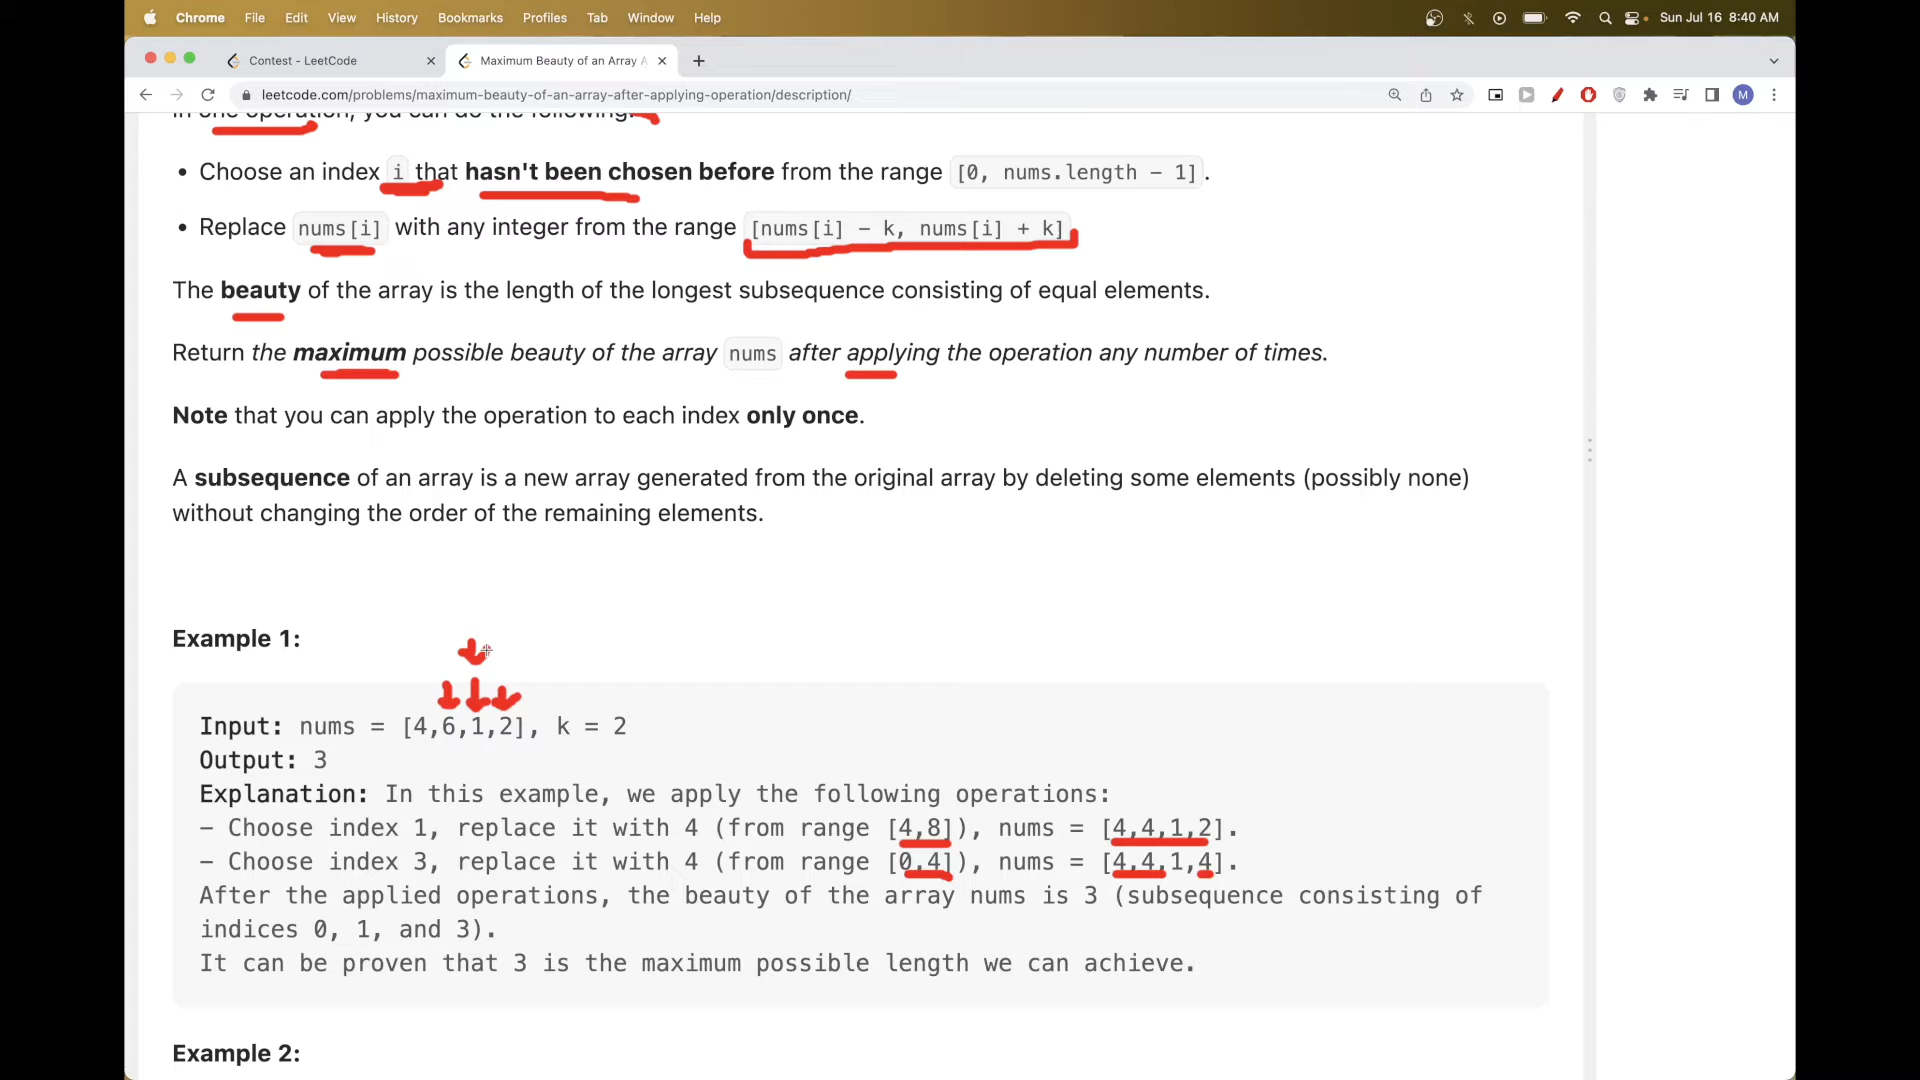 Chrome File Edit View History Bookmarks Profiles Tab Window Help Sun Jul 16 8:40 AM
Contest - LeetCode Maximum Beauty of an Array A
leetcode.com/problems/maximum-beauty-of-an-array-after-applying-operation/description/ M
In one operation, you can do the following:
• Choose an index i that hasn't been chosen before from the range [0, nums.length - 1].
• Replace nums[i] with any integer from the range [nums[i] - k, nums[i] + k]
The beauty of the array is the length of the longest subsequence consisting of equal elements.
Return the maximum possible beauty of the array nums after applying the operation any number of times.
Note that you can apply the operation to each index only once.
A subsequence of an array is a new array generated from the original array by deleting some elements (possibly none)
without changing the order of the remaining elements.
Example 1:
Input: nums = [4,6,1,2], k = 2
Output: 3
Explanation: In this example, we apply the following operations:
- Choose index 1, replace it with 4 (from range [4,8]), nums = [4,4,1,2].
- Choose index 3, replace it with 4 (from range [0,4]), nums = [4,4,1,4].
After the applied operations, the beauty of the array nums is 3 (subsequence consisting of
indices 0, 1, and 3).
It can be proven that 3 is the maximum possible length we can achieve.
Example 2: